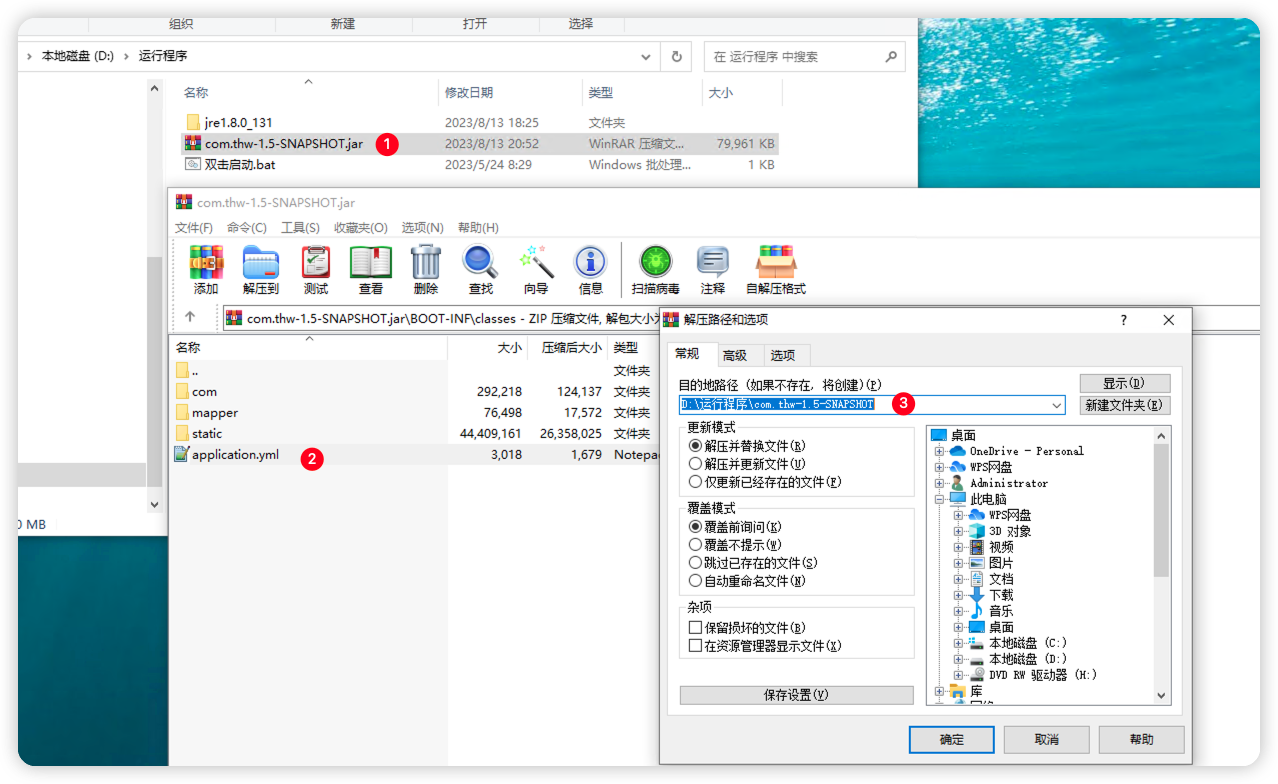 组织 新建 打开 选择
本地磁盘 (D:) 运行程序 在 运行程序 中搜索
名称 修改日期 类型 大小
jre1.8.0_131 2023/8/13 18:25 文件夹
com.thw-1.5-SNAPSHOT.jar 1 2023/8/13 20:52 WinRAR 压缩文... 79,961 KB
双击启动.bat 2023/5/24 8:29 Windows 批处理... 1 KB
com.thw-1.5-SNAPSHOT.jar
文件(F) 命令(C) 工具(S) 收藏夹(O) 选项(N) 帮助(H)
添加 解压到 测试 查看 删除 查找 向导 信息 扫描病毒 注释 自解压格式
com.thw-1.5-SNAPSHOT.jar\BOOT-INF\classes - ZIP 压缩文件, 解包大小为
名称 大小 压缩后大小 类型
.. 文件夹
com 292,218 124,137 文件夹
mapper 76,498 17,572 文件夹
static 44,409,161 26,358,025 文件夹
application.yml 2 3,018 1,679 Notepa
0 MB
解压路径和选项 ?
常规 高级 选项
目的地路径（如果不存在，将创建）(P)
显示(D)
D:\运行程序\com.thw-1.5-SNAPSHOT 3
新建文件夹(E)
更新模式
解压并替换文件(R)
解压并更新文件(U)
仅更新已经存在的文件(F)
覆盖模式
覆盖前询问(K)
覆盖不提示(W)
跳过已存在的文件(S)
自动重命名文件(N)
杂项
保留损坏的文件(B)
在资源管理器显示文件(X)
保存设置(V)
桌面
OneDrive - Personal
WPS网盘
Administrator
此电脑
WPS网盘
3D 对象
视频
图片
文档
下载
音乐
桌面
本地磁盘 (C:)
本地磁盘 (D:)
DVD RW 驱动器 (H:)
库
确定 取消 帮助